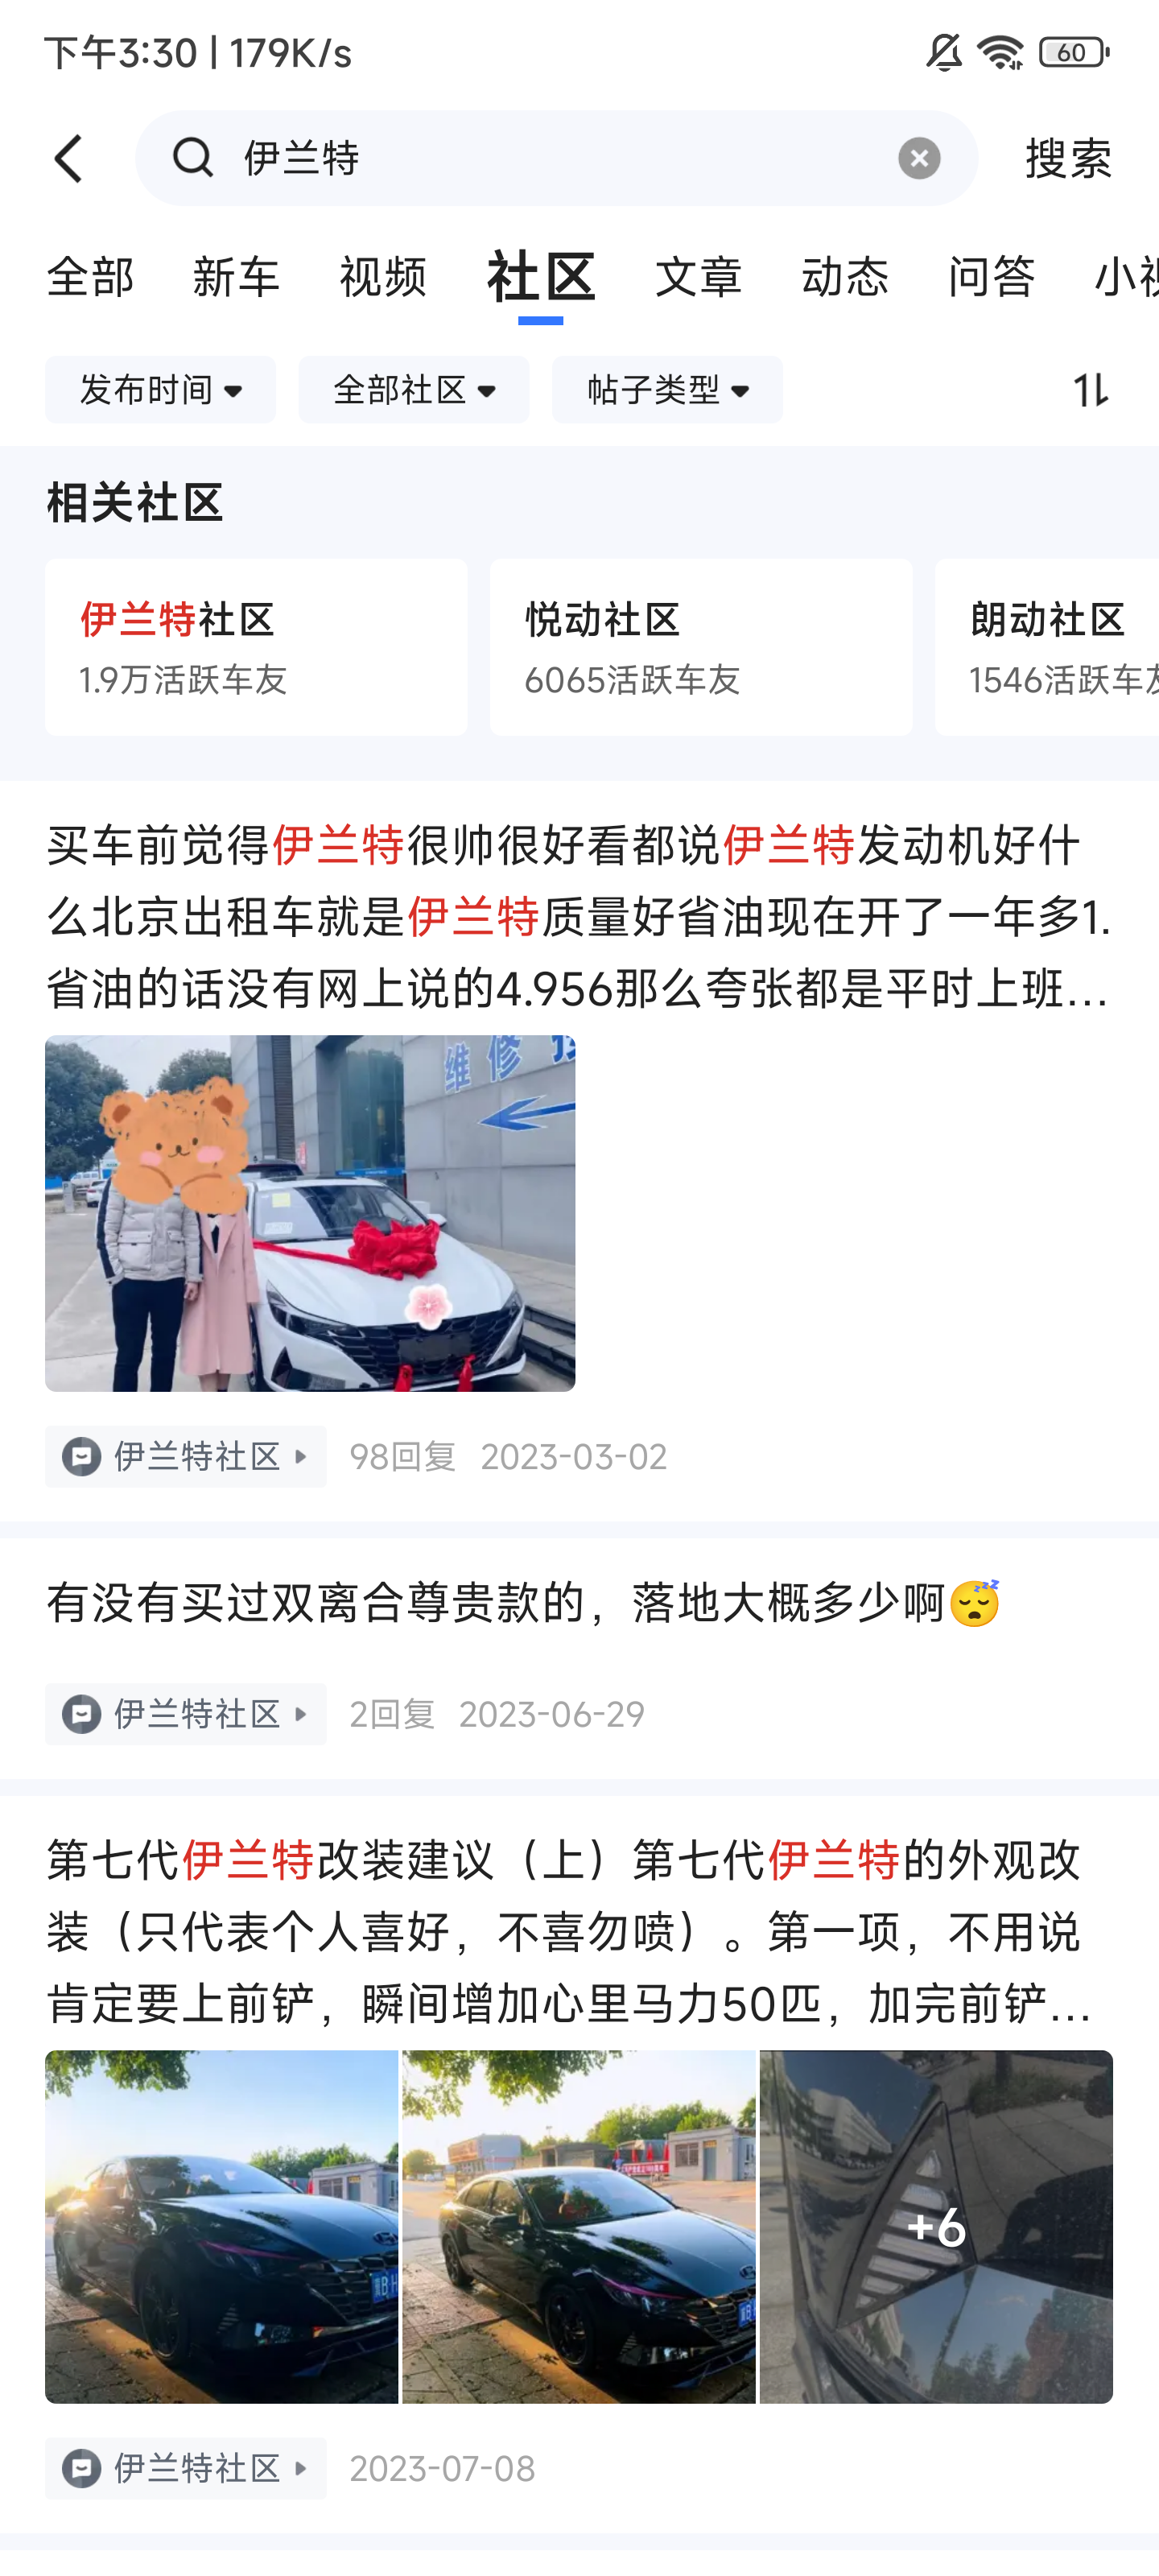 下午3:30 | 179K/s
60
伊兰特
搜索
全部 新车 视频 社区 文章 动态 问答
发布时间 全部社区 帖子类型
相关社区
伊兰特社区 悦动社区 朗动社区
1.9万活跃车友 6065活跃车友 1546活跃车友
买车前觉得伊兰特很帅很好看都说伊兰特发动机好什
么北京出租车就是伊兰特质量好省油现在开了一年多1.
省油的话没有网上说的4.956那么夸张都是平时上班...
维修
伊兰特社区 98回复 2023-03-02
有没有买过双离合尊贵款的，落地大概多少啊😴
伊兰特社区 2回复 2023-06-29
第七代伊兰特改装建议（上）第七代伊兰特的外观改
装（只代表个人喜好，不喜勿喷）。第一项，不用说
肯定要上前铲，瞬间增加心里马力50匹，加完前铲...
+6
伊兰特社区 2023-07-08